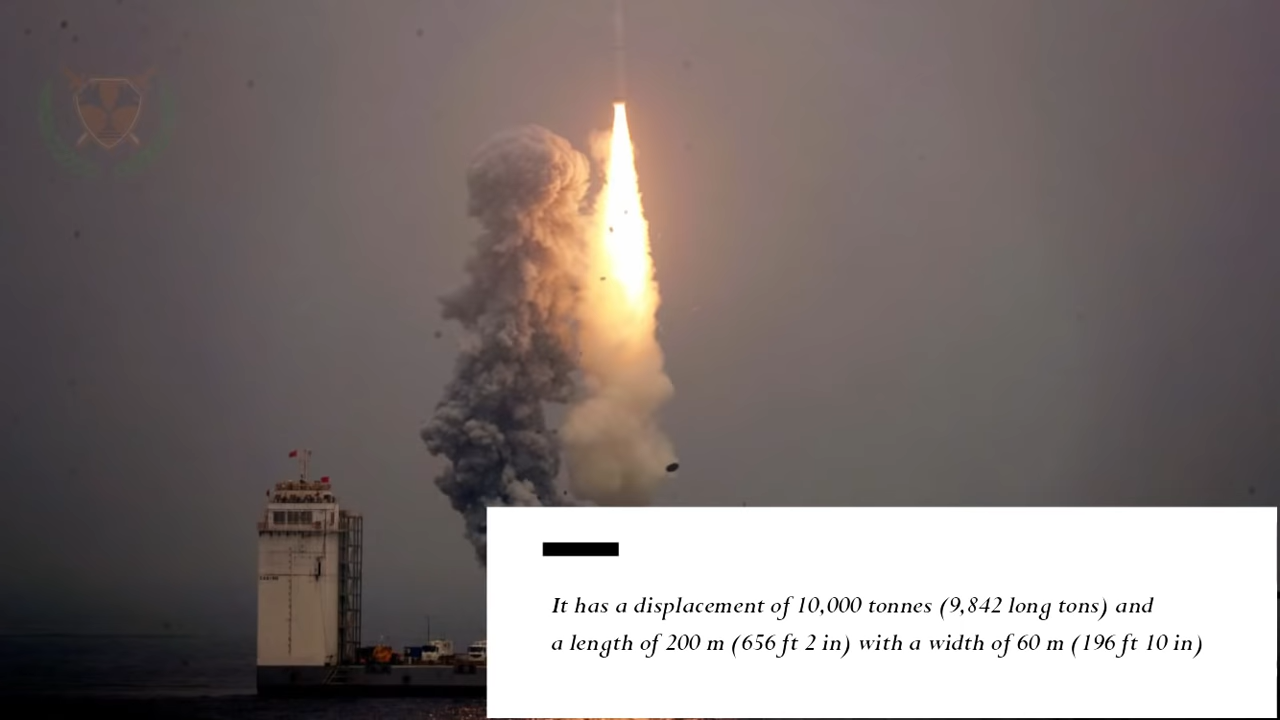 It has a displacement of 10,000 tonnes (9,842 long tons) and
a length of 200 m (656 ft 2 in) with a width of 60 m (196 ft 10 in)